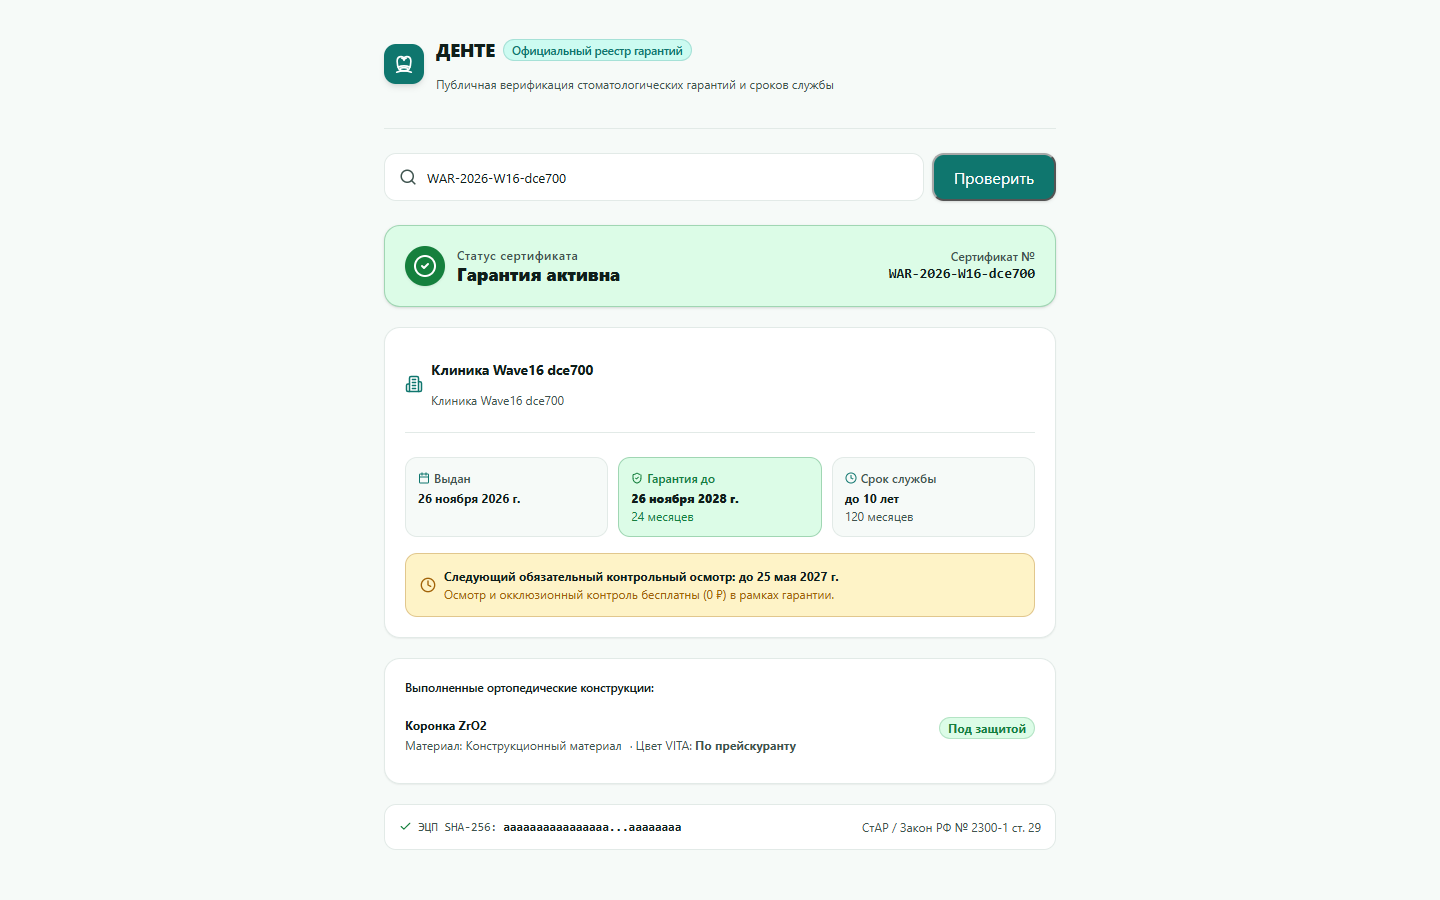 ДЕНТЕ
Официальный реестр гарантий
Публичная верификация стоматологических гарантий и сроков службы
WAR-2026-W16-dce700
Проверить
Статус сертификата
Гарантия активна
Сертификат №
WAR-2026-W16-dce700
Клиника Wave16 dce700
Клиника Wave16 dce700
Выдан
26 ноября 2026 г.
Гарантия до
26 ноября 2028 г.
24 месяцев
Срок службы
до 10 лет
120 месяцев
Следующий обязательный контрольный осмотр: до 25 мая 2027 г.
Осмотр и окклюзионный контроль бесплатны (0 ₽) в рамках гарантии.
Выполненные ортопедические конструкции:
Коронка ZrO2
Материал: Конструкционный материал · Цвет VITA: По прейскуранту
Под защитой
ЭЦП SHA-256: aaaaaaaaaaaaaaaa...aaaaaaaa
СтАР / Закон РФ № 2300-1 ст. 29